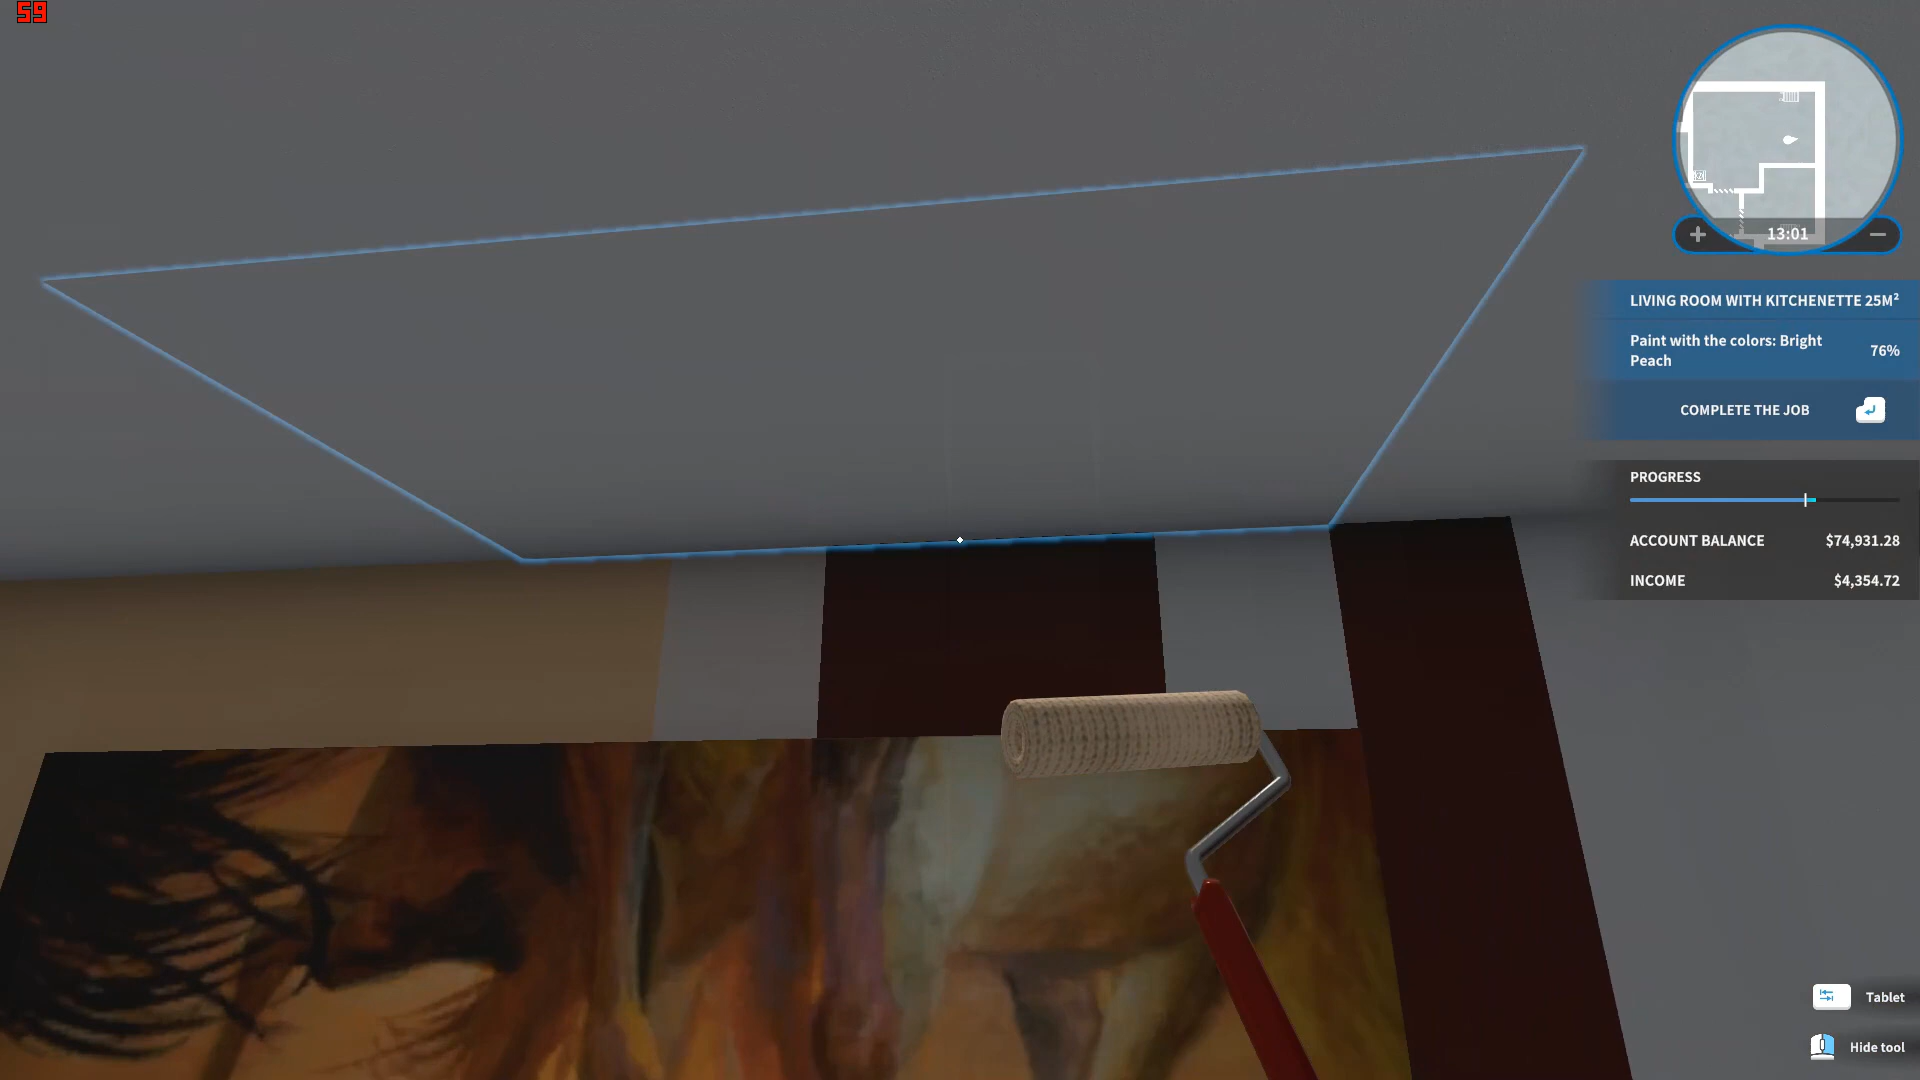 59
13:01
LIVING ROOM WITH KITCHENETTE 25M²
Paint with the colors: Bright
Peach
76%
COMPLETE THE JOB
PROGRESS
ACCOUNT BALANCE $74,931.28
INCOME $4,354.72
Tablet
Hide tool